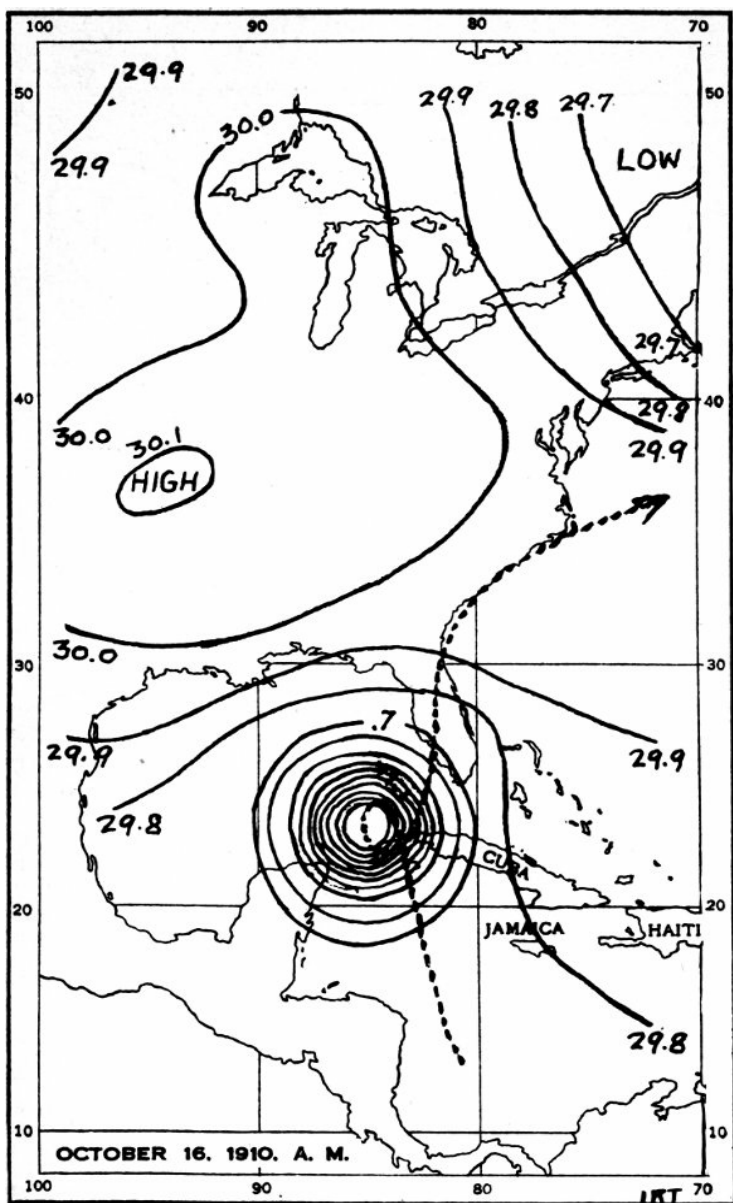 100 90 80 70
29.9
50 29.9 29.8 29.7 50
30.0
29.9 LOW
29.7
40 40
30.0 30.1 29.8
HIGH 29.9
30.0 30 30
.7
29.9 29.9
29.8
CUBA
20 20
JAMAICA HAITI
29.8
10 10
OCTOBER 16. 1910. A. M.
100 90 80 70